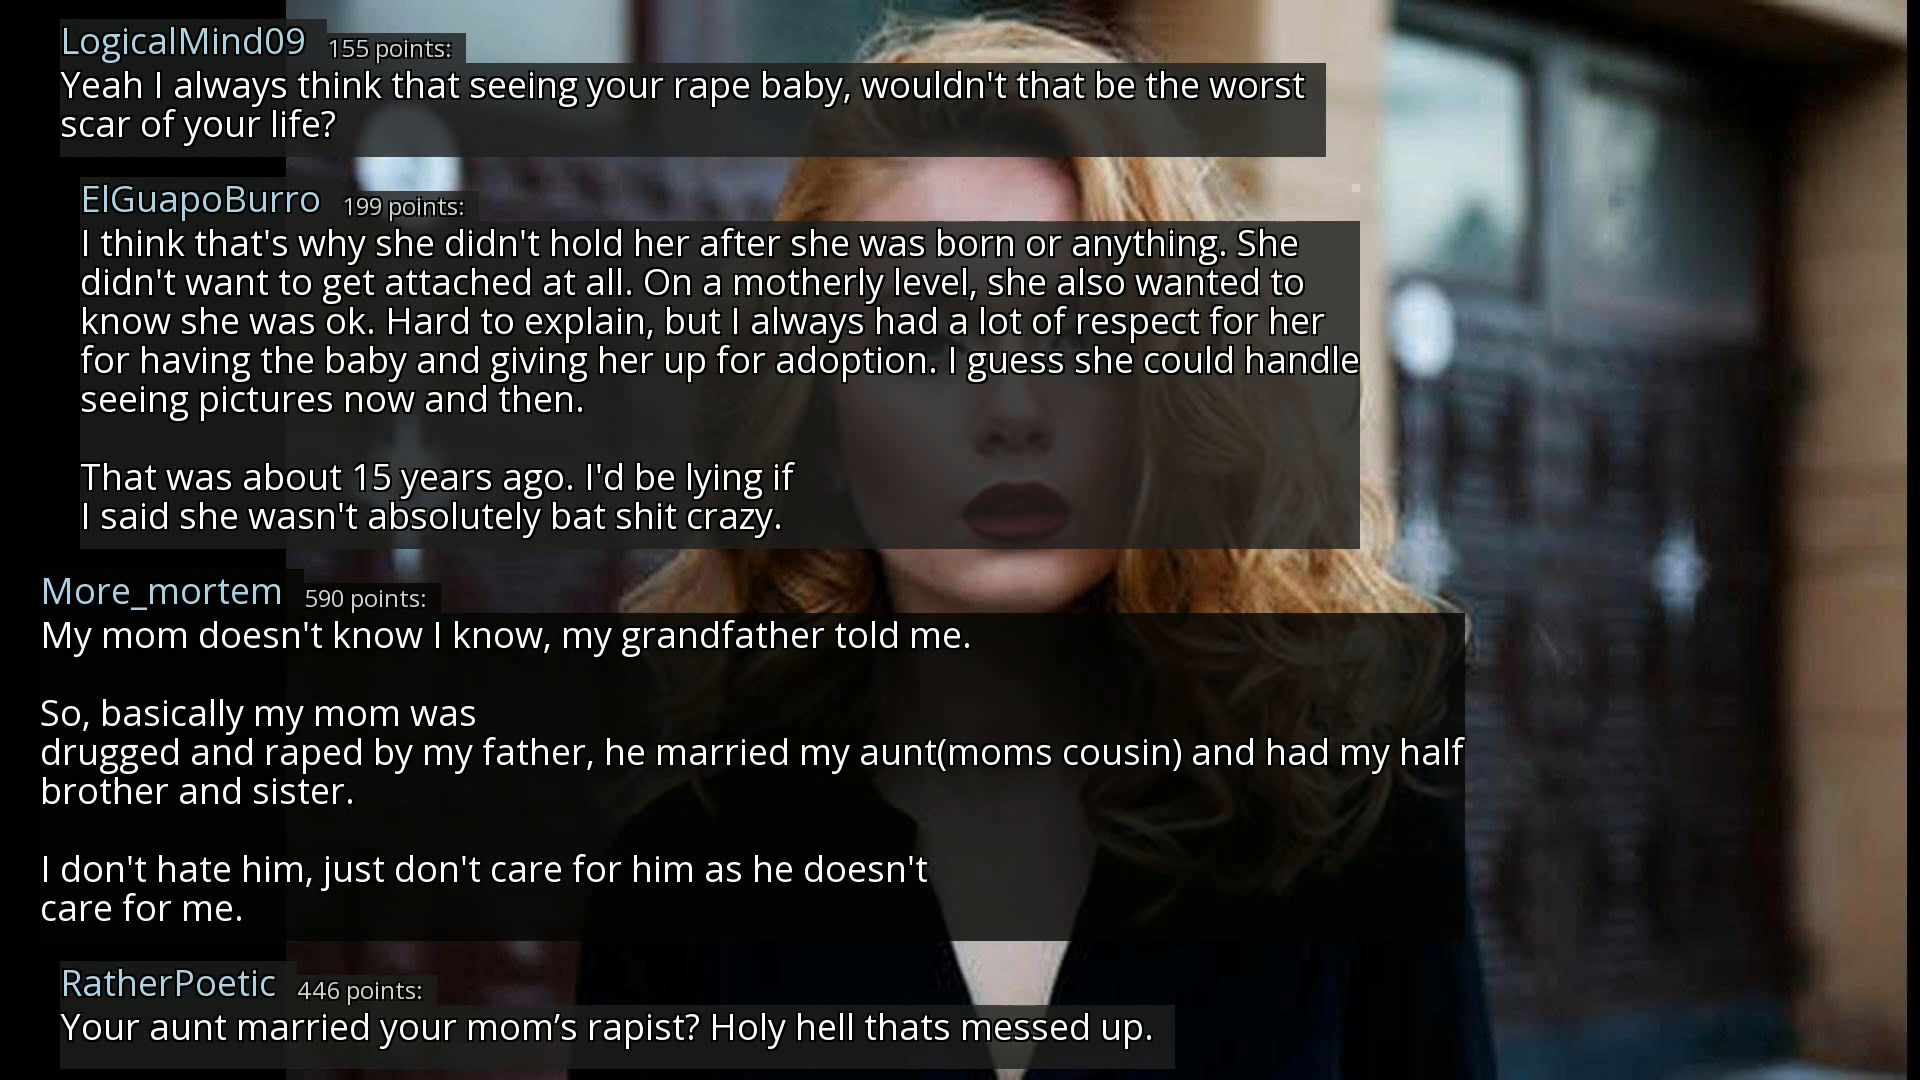 LogicalMind09 155 points:
Yeah I always think that seeing your rape baby, wouldn't that be the worst
scar of your life?
ElGuapoBurro 199 points:
I think that's why she didn't hold her after she was born or anything. She
didn't want to get attached at all. On a motherly level, she also wanted to
know she was ok. Hard to explain, but I always had a lot of respect for her
for having the baby and giving her up for adoption. I guess she could handle
seeing pictures now and then.
That was about 15 years ago. I'd be lying if
I said she wasn't absolutely bat shit crazy.
More_mortem 590 points:
My mom doesn't know I know, my grandfather told me.
So, basically my mom was
drugged and raped by my father, he married my aunt(moms cousin) and had my half
brother and sister.
I don't hate him, just don't care for him as he doesn't
care for me.
RatherPoetic 446 points:
Your aunt married your mom’s rapist? Holy hell thats messed up.